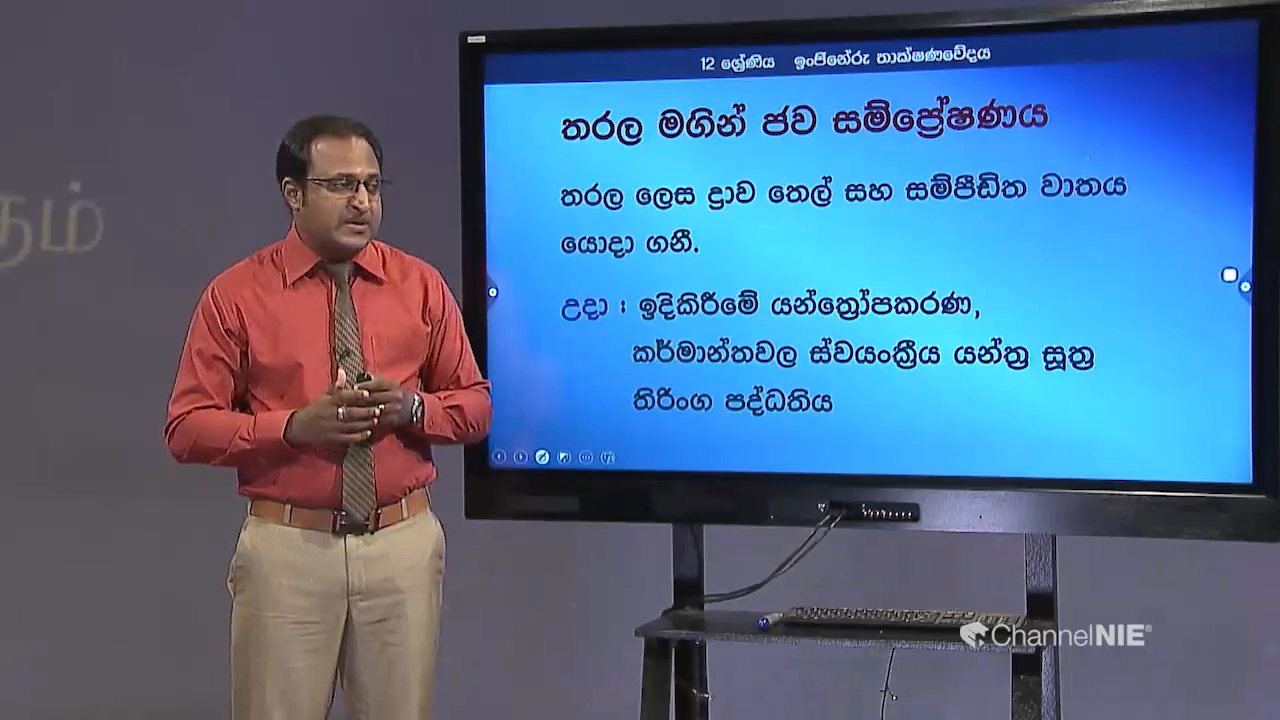 12 ශ්‍රේණිය ඉංජිනේරු තාක්ෂණවේදය
තරල මගින් ජව සම්ප්‍රේෂණය
තරල ලෙස ද්‍රාව තෙල් සහ සම්පීඩිත වාතය
යොදා ගනී.
උදා : ඉදිකිරීමේ යන්ත්‍රෝපකරණ,
කර්මාන්තවල ස්වයංක්‍රීය යන්ත්‍ර සූත්‍ර
තිරිංග පද්ධතිය
ChannelNIE®